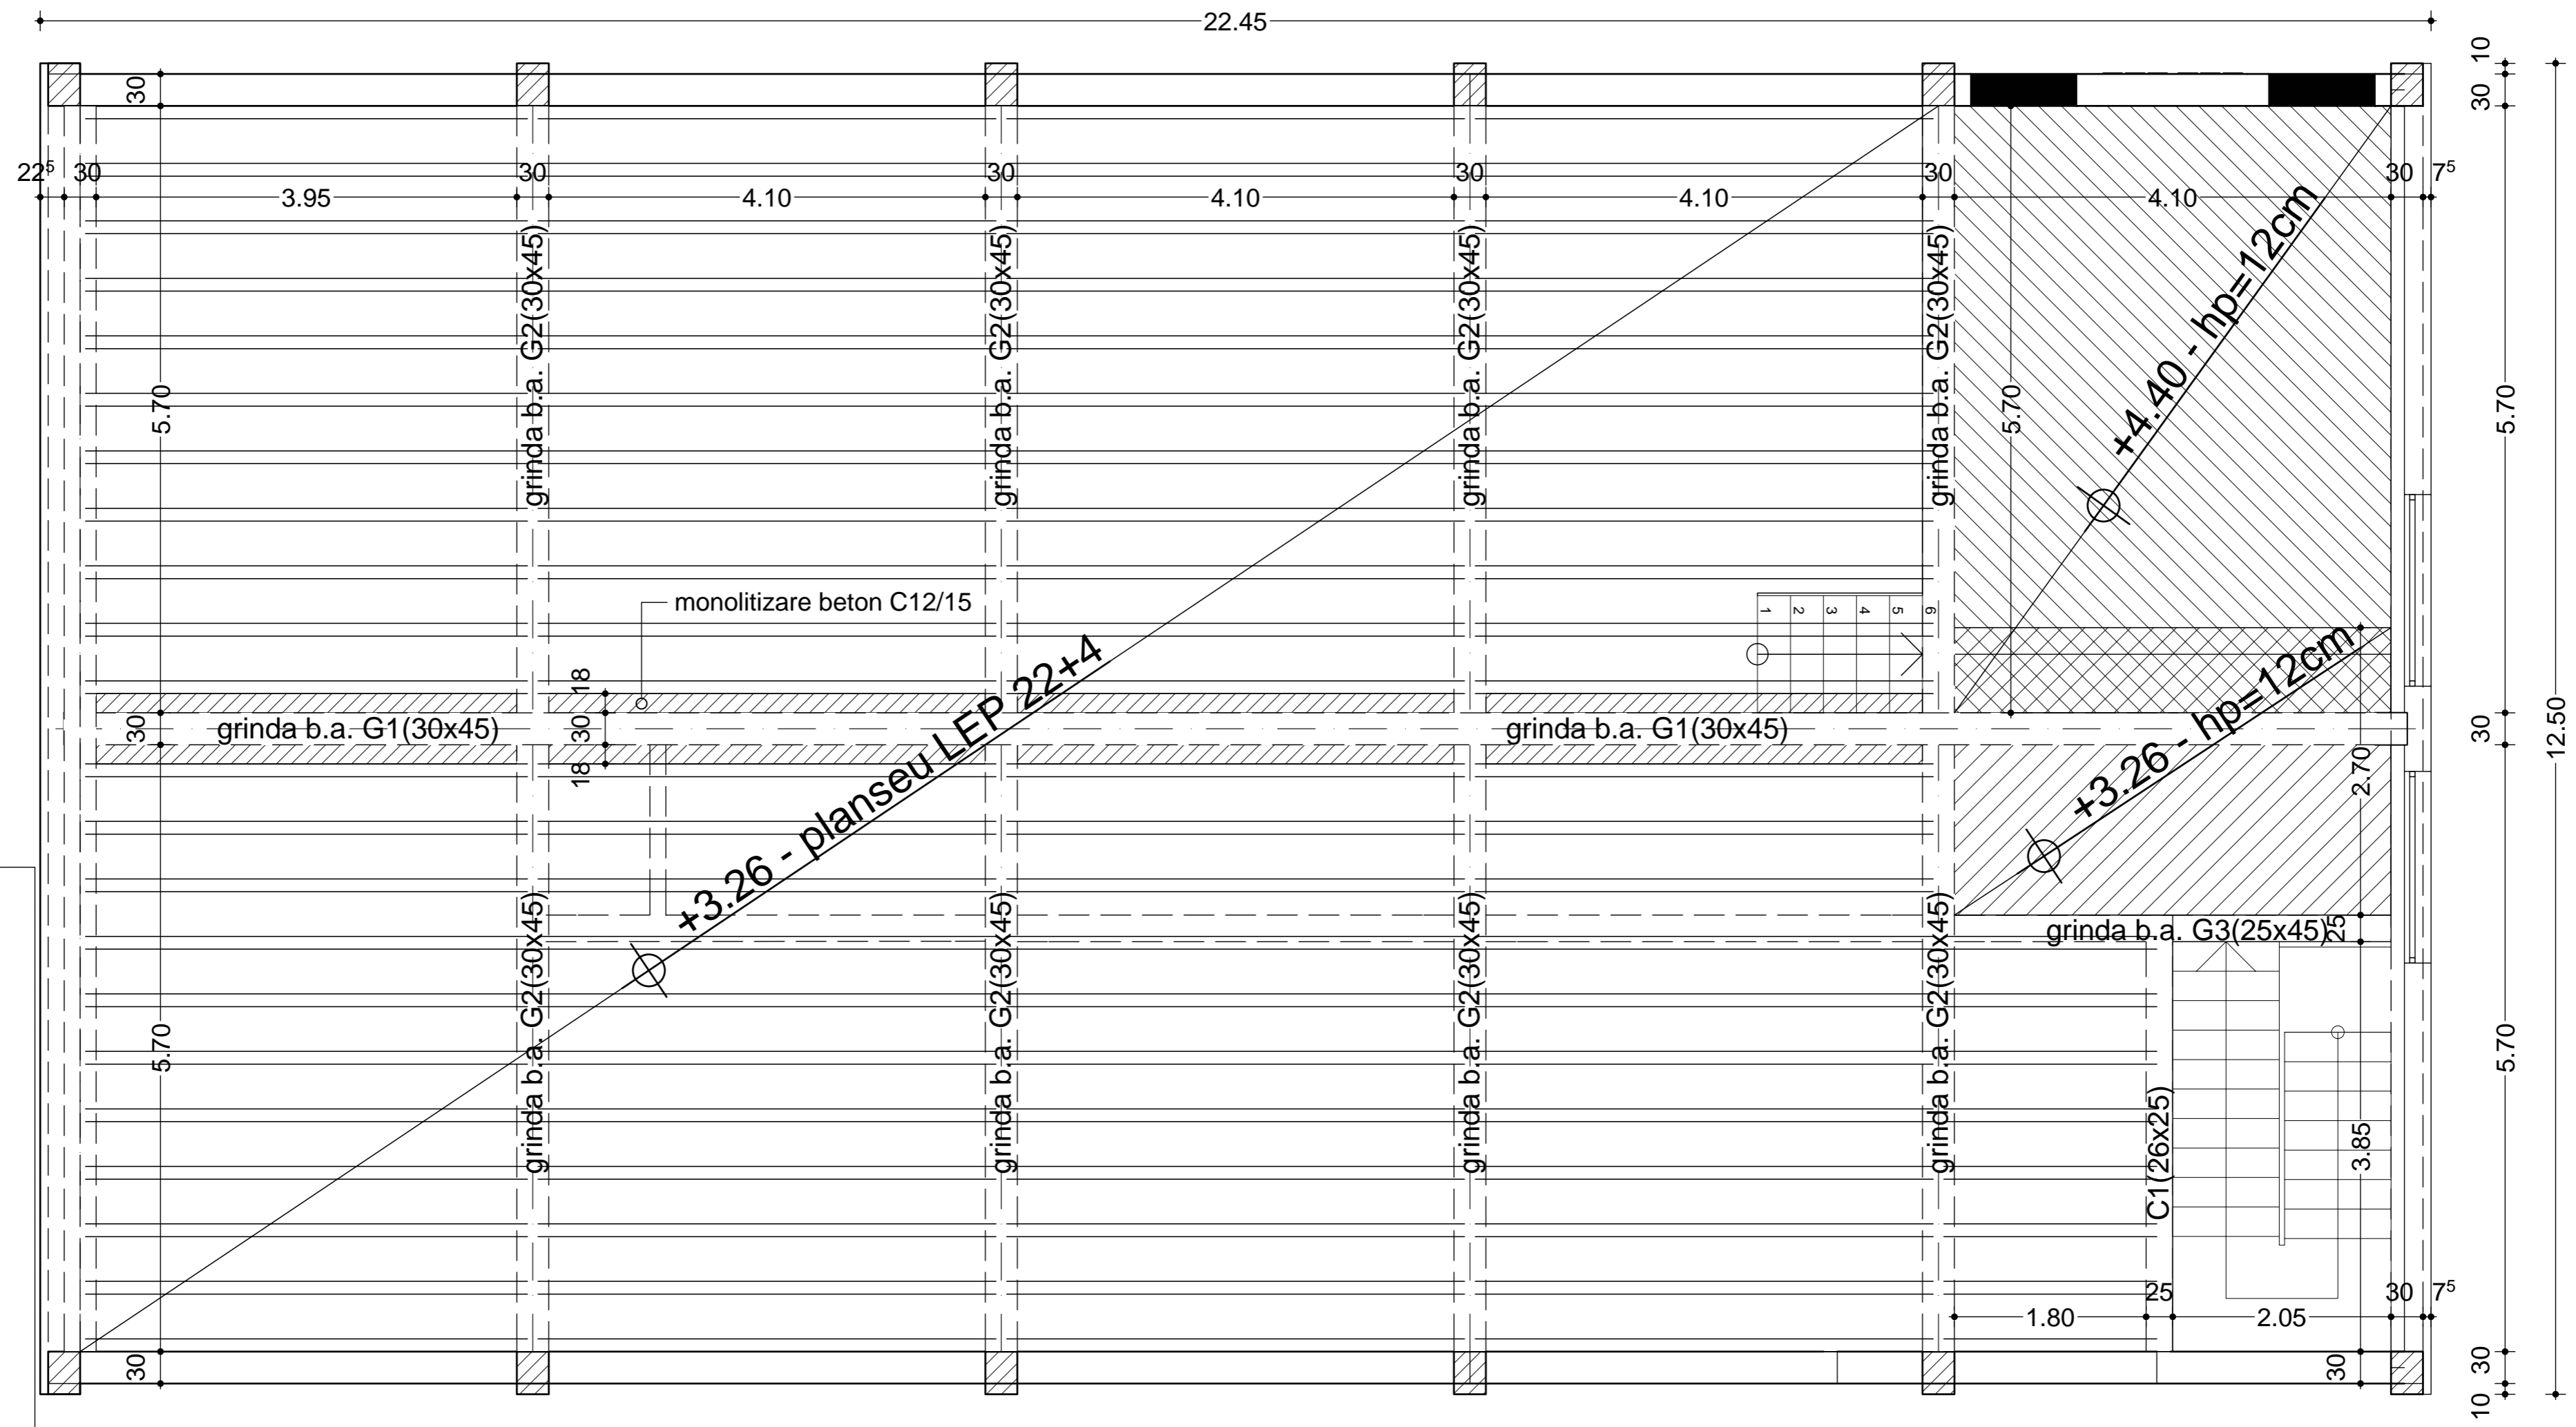 22.45
10
30
30
22⁵ 30 30 30 30 30 30 7⁵
3.95 4.10 4.10 4.10 4.10
grinda b.a. G2(30x45)
grinda b.a. G2(30x45)
grinda b.a. G2(30x45)
grinda b.a. G2(30x45)
+4.40 - hp=12cm
5.70
5.70
5.70
monolitizare beton C12/15
1 2 3 4 5 6
18
30
30
18
grinda b.a. G1(30x45)
grinda b.a. G1(30x45)
30
12.50
+3.26 - planseu LEP 22+4
+3.26 - hp=12cm
2.70
grinda b.a. G2(30x45)
grinda b.a. G2(30x45)
grinda b.a. G2(30x45)
grinda b.a. G2(30x45)
grinda b.a. G3(25x45)
25
5.70
5.70
C1(26x25)
3.85
25 30 7⁵
1.80 2.05
30
30
30
10